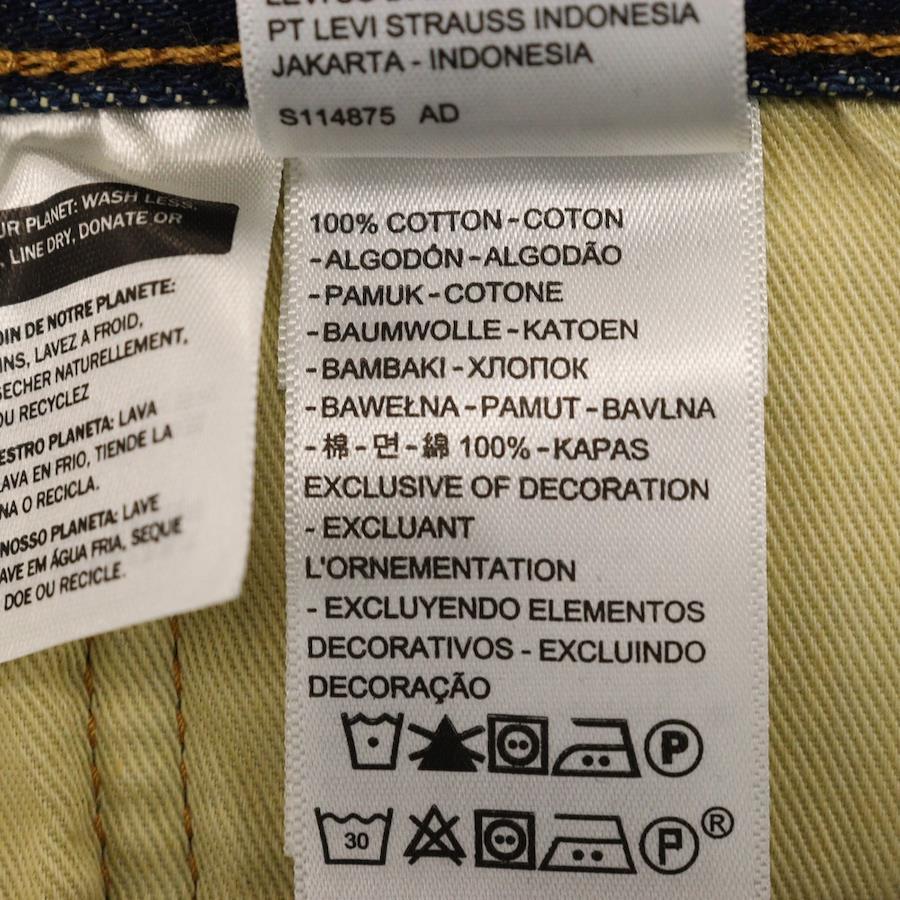 PT LEVI STRAUSS INDONESIA
JAKARTA - INDONESIA
S114875 AD
UR PLANET: WASH LESS,
, LINE DRY, DONATE OR
OIN DE NOTRE PLANETE:
INS, LAVEZ A FROID,
SECHER NATURELLEMENT,
OU RECYCLEZ
ESTRO PLANETA: LAVA
LAVA EN FRIO, TIENDE LA
NA O RECICLA.
NOSSO PLANETA: LAVE
AVE EM ÁGUA FRIA, SEQUE
DOE OU RECICLE.
100% COTTON - COTON
- ALGODÓN - ALGODÃO
- PAMUK - COTONE
- BAUMWOLLE - KATOEN
- BAMBAKI - ХЛОПОК
- BAWEŁNA - PAMUT - BAVLNA
- 棉 - 면 - 綿 100% - KAPAS
EXCLUSIVE OF DECORATION
- EXCLUANT
L'ORNEMENTATION
- EXCLUYENDO ELEMENTOS
DECORATIVOS - EXCLUINDO
DECORAÇÃO
P
30 P ®